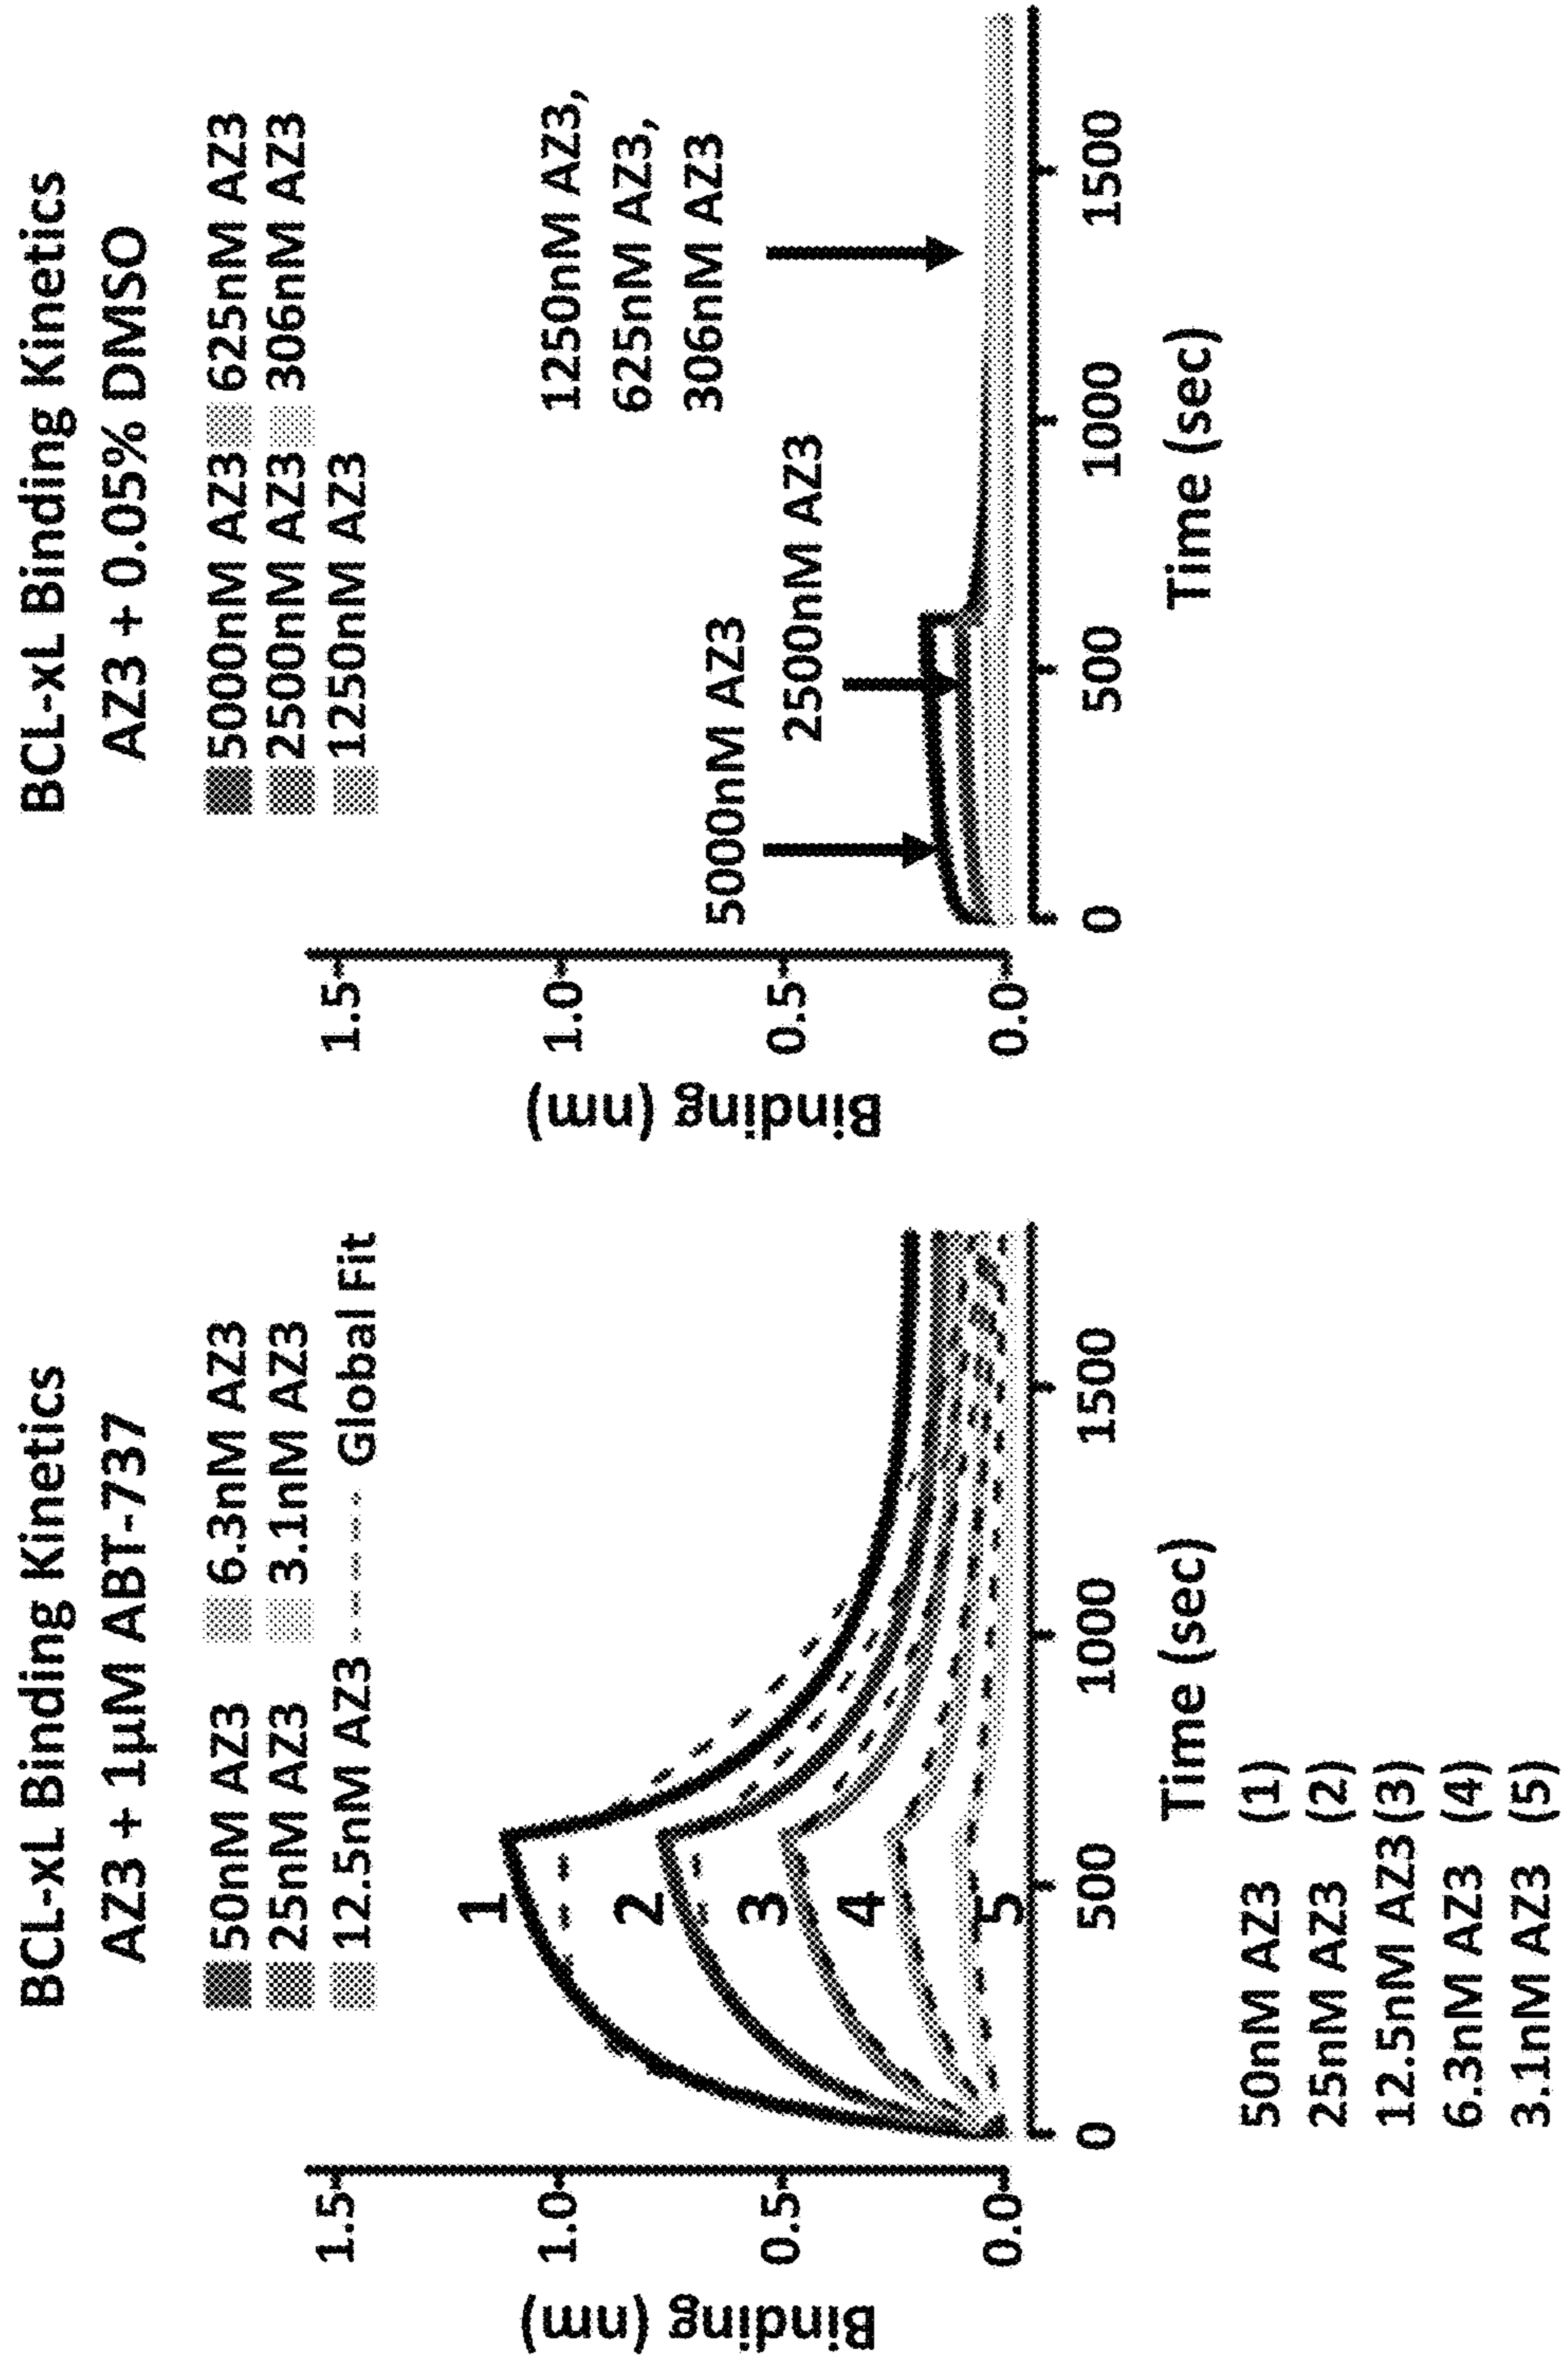 BCL-xL Binding Kinetics
AZ3 + 1µM ABT-737
50nM AZ3 6.3nM AZ3
25nM AZ3 3.1nM AZ3
12.5nM AZ3 Global Fit
Binding (nm)
1.5
1.0
0.5
0.0
1
2
3
4
5
0 500 1000 1500
Time (sec)
50nM AZ3 (1)
25nM AZ3 (2)
12.5nM AZ3 (3)
6.3nM AZ3 (4)
3.1nM AZ3 (5)
BCL-xL Binding Kinetics
AZ3 + 0.05% DMSO
5000nM AZ3 625nM AZ3
2500nM AZ3 306nM AZ3
1250nM AZ3
Binding (nm)
1.5
1.0
0.5
0.0
5000nM AZ3
2500nM AZ3
1250nM AZ3,
625nM AZ3,
306nM AZ3
0 500 1000 1500
Time (sec)